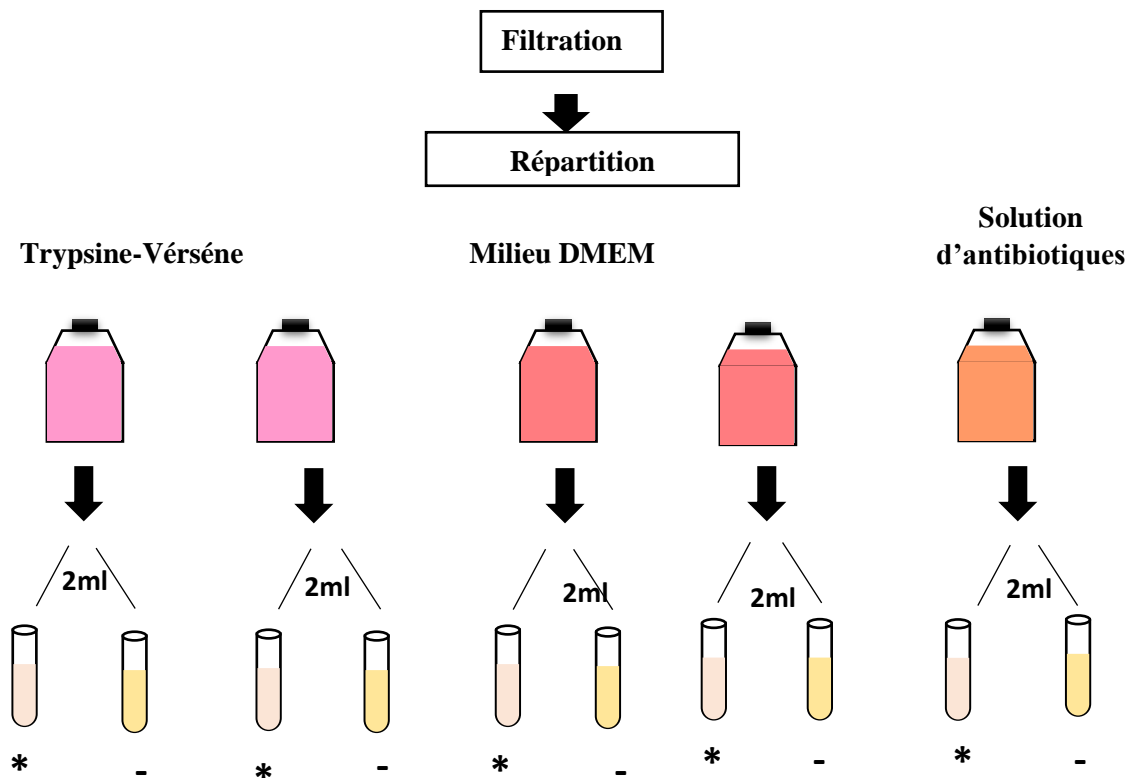 Filtration
Répartition
Solution
d’antibiotiques
Trypsine-Vérséne
Milieu DMEM
2ml
2ml
2ml
2ml
2ml
* - * - * - * - * -